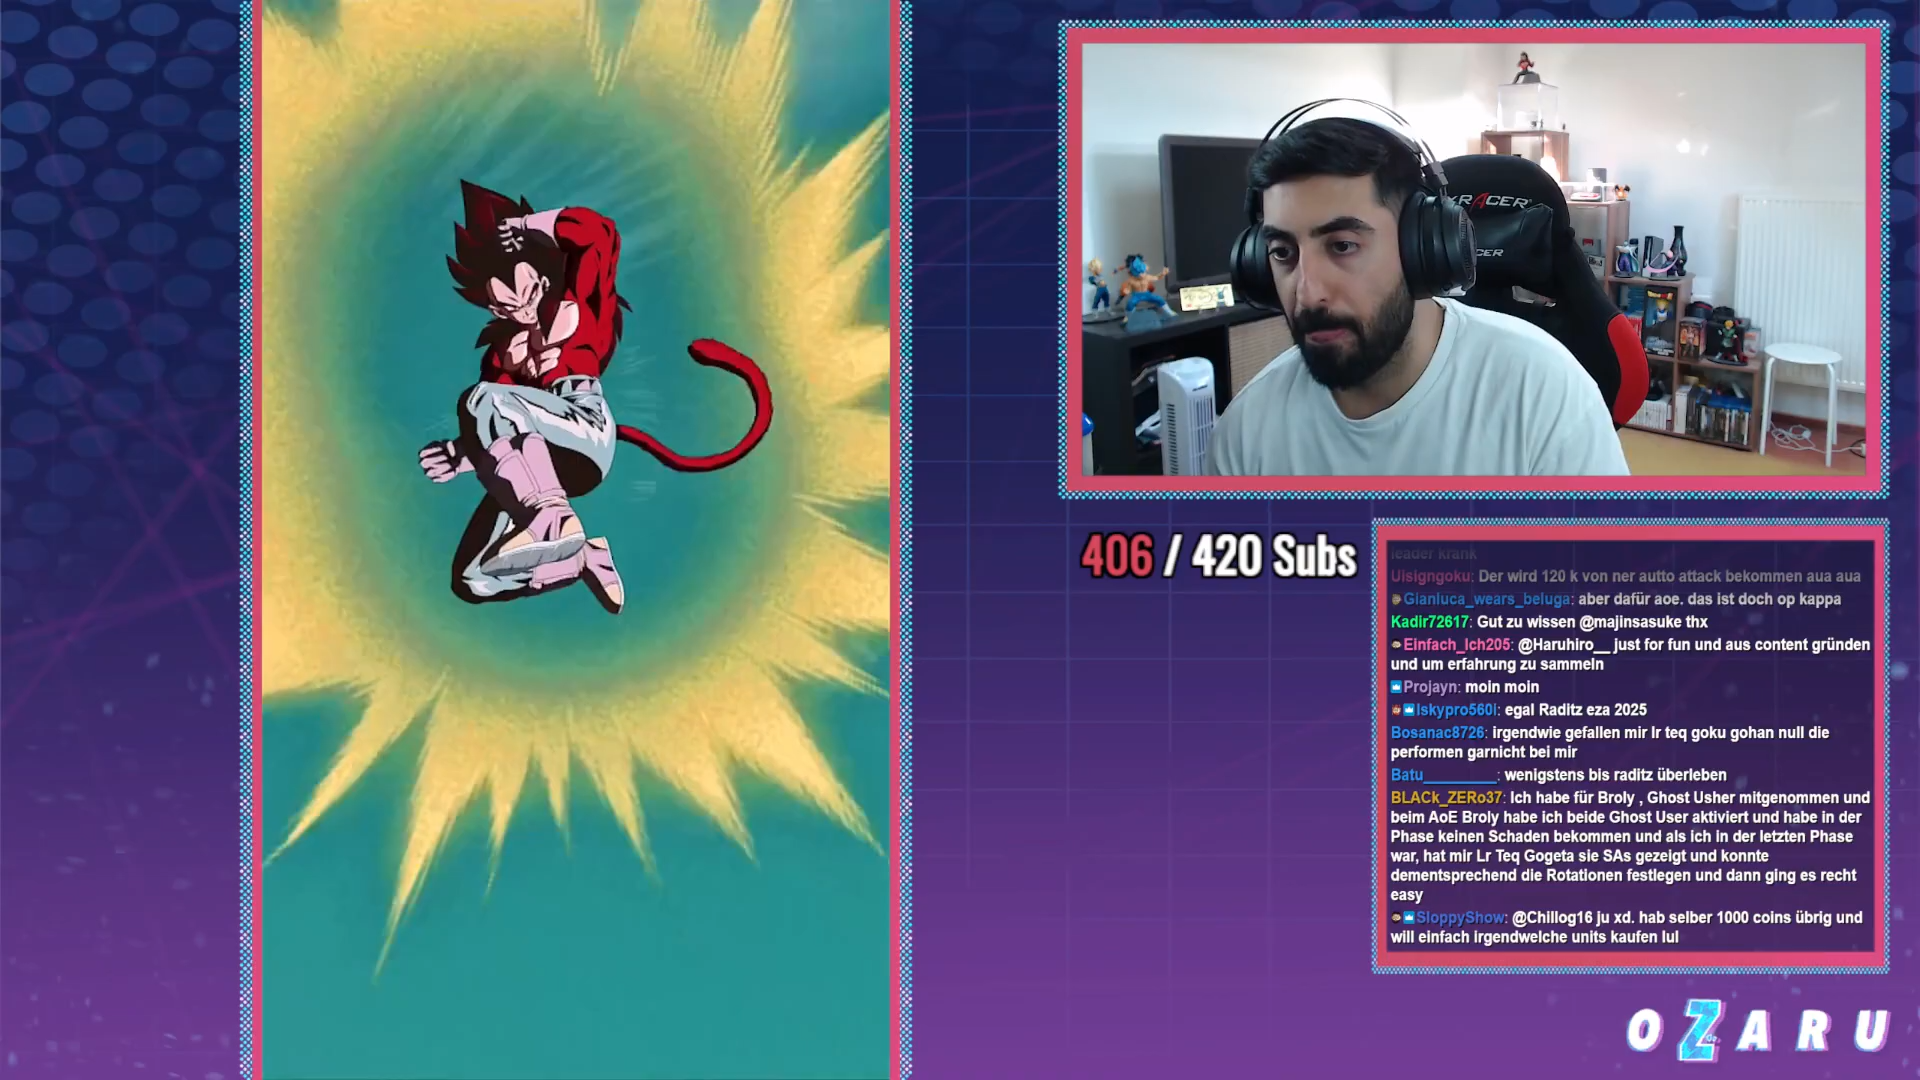 XRACER
CER
406 / 420 Subs
leader krank
Uisigngoku: Der wird 120 k von ner autto attack bekommen aua aua
Gianluca_wears_beluga: aber dafür aoe. das ist doch op kappa
Kadir72617: Gut zu wissen @majinsasuke thx
Einfach_Ich205: @Haruhiro__ just for fun und aus content gründen
und um erfahrung zu sammeln
Projayn: moin moin
Iskypro560i: egal Raditz eza 2025
Bosanac8726: irgendwie gefallen mir lr teq goku gohan null die
performen garnicht bei mir
Batu_________: wenigstens bis raditz überleben
BLACk_ZERo37: Ich habe für Broly , Ghost Usher mitgenommen und
beim AoE Broly habe ich beide Ghost User aktiviert und habe in der
Phase keinen Schaden bekommen und als ich in der letzten Phase
war, hat mir Lr Teq Gogeta sie SAs gezeigt und konnte
dementsprechend die Rotationen festlegen und dann ging es recht
easy
SloppyShow: @Chillog16 ju xd. hab selber 1000 coins übrig und
will einfach irgendwelche units kaufen lul
OZARU